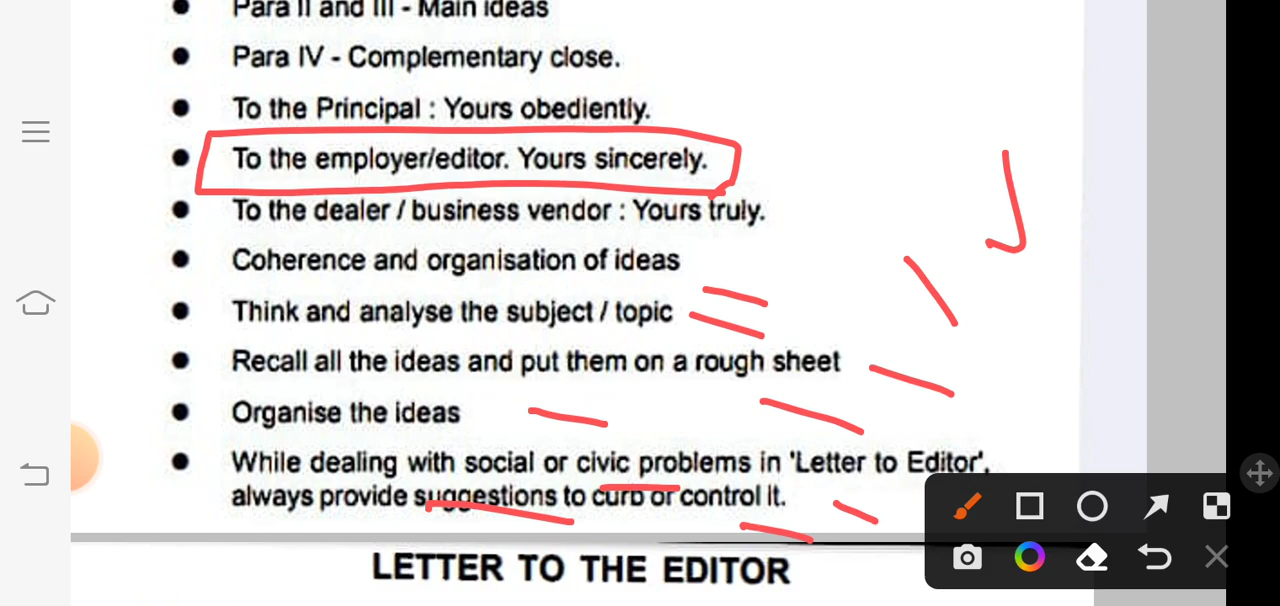 Para II and III - Main ideas
Para IV - Complementary close.
To the Principal : Yours obediently.
To the employer/editor. Yours sincerely.
To the dealer / business vendor : Yours truly.
Coherence and organisation of ideas
Think and analyse the subject / topic
Recall all the ideas and put them on a rough sheet
Organise the ideas
While dealing with social or civic problems in 'Letter to Editor',
always provide suggestions to curb or control it.
LETTER TO THE EDITOR